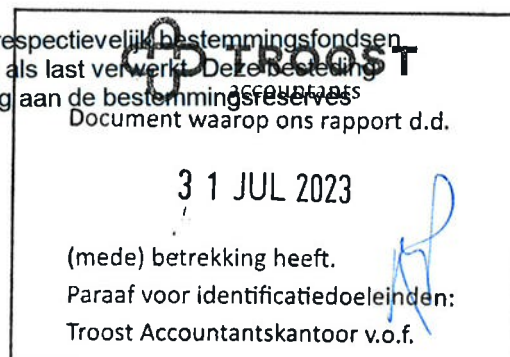 respectievelijk bestemmingsfondsen
als last verwerkt. Deze besteding
g aan de bestemmingsreserves
TROOST
accountants
Document waarop ons rapport d.d.
31 JUL 2023
(mede) betrekking heeft.
Paraaf voor identificatiedoeleinden:
Troost Accountantskantoor v.o.f.